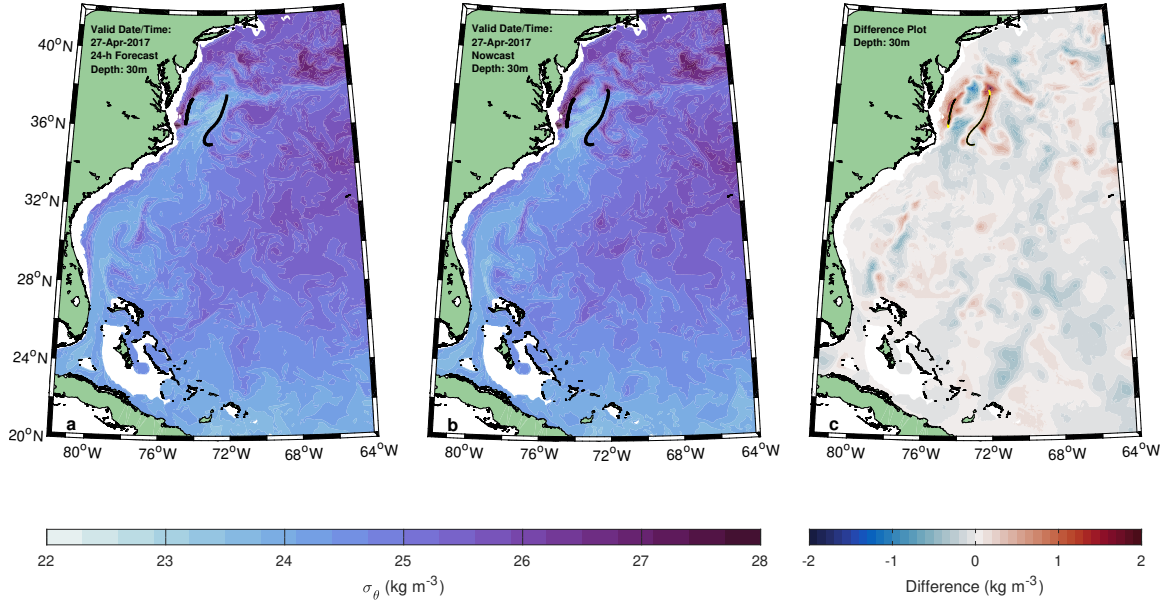 Valid Date/Time:
27-Apr-2017
24-h Forecast
Depth: 30m
Valid Date/Time:
27-Apr-2017
Nowcast
Depth: 30m
Difference Plot
Depth: 30m
40°N
36°N
32°N
28°N
24°N
20°N
a
b
c
80°W 76°W 72°W 68°W 64°W
80°W 76°W 72°W 68°W 64°W
80°W 76°W 72°W 68°W 64°W
22 23 24 25 26 27 28
σθ (kg m-3)
-2 -1 0 1 2
Difference (kg m-3)